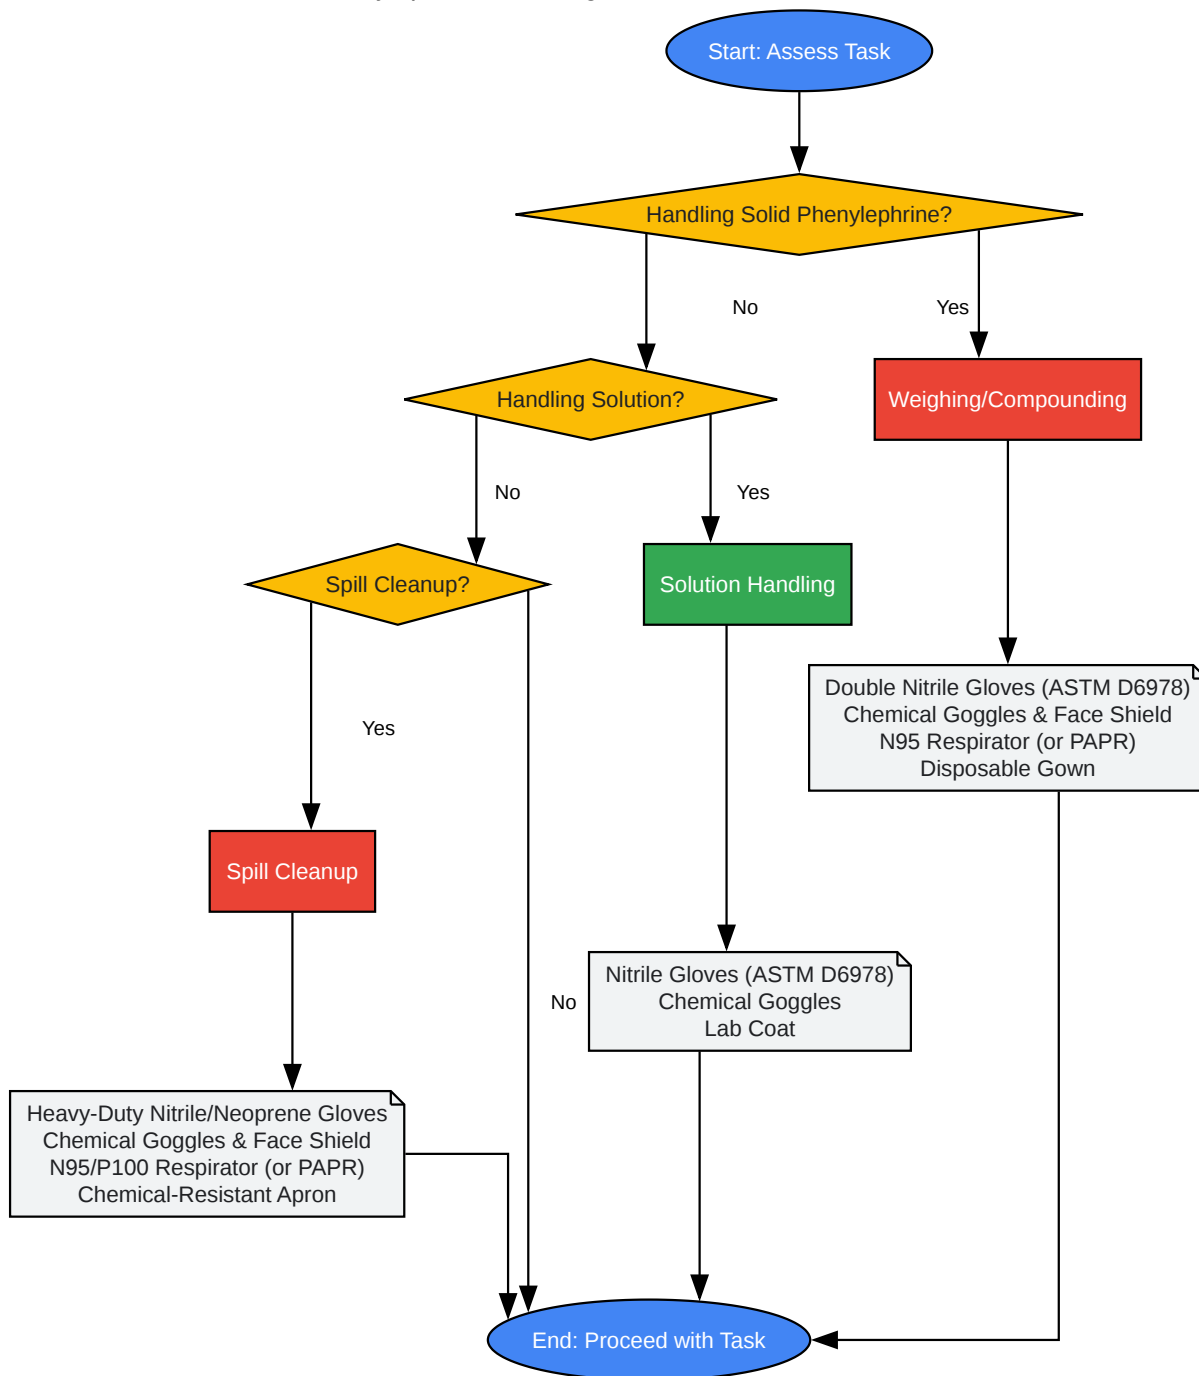 Start: Assess Task
Handling Solid Phenylephrine?
No
Yes
Handling Solution?
Weighing/Compounding
No
Yes
Spill Cleanup?
Solution Handling
Double Nitrile Gloves (ASTM D6978)
Chemical Goggles & Face Shield
N95 Respirator (or PAPR)
Disposable Gown
Yes
Spill Cleanup
No
Nitrile Gloves (ASTM D6978)
Chemical Goggles
Lab Coat
Heavy-Duty Nitrile/Neoprene Gloves
Chemical Goggles & Face Shield
N95/P100 Respirator (or PAPR)
Chemical-Resistant Apron
End: Proceed with Task